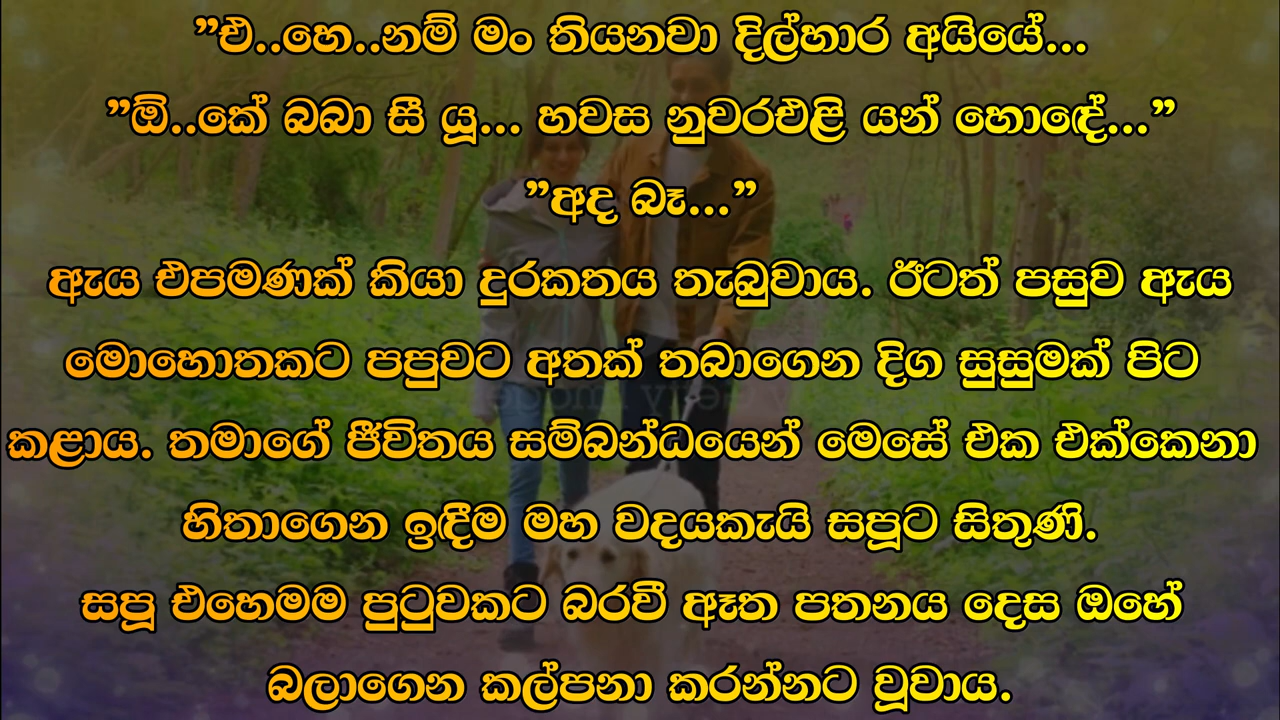 ”එ..හෙ..නම් මං තියනවා දිල්හාර අයියේ...
”ඕ..කේ බබා සී යූ... හවස නුවරඑළි යන් හොඳේ...”
”අද බෑ...”
ඇය එපමණක් කියා දුරකතය තැබුවාය. ඊටත් පසුව ඇය
මොහොතකට පපුවට අතක් තබාගෙන දිග සුසුමක් පිට
කළාය. තමාගේ ජීවිතය සම්බන්ධයෙන් මෙසේ එක එක්කෙනා
හිතාගෙන ඉඳීම මහ වදයකැයි සපූට සිතුණි.
සපූ එහෙමම පුටුවකට බරවී ඈත පතනය දෙස ඔහේ
බලාගෙන කල්පනා කරන්නට වූවාය.